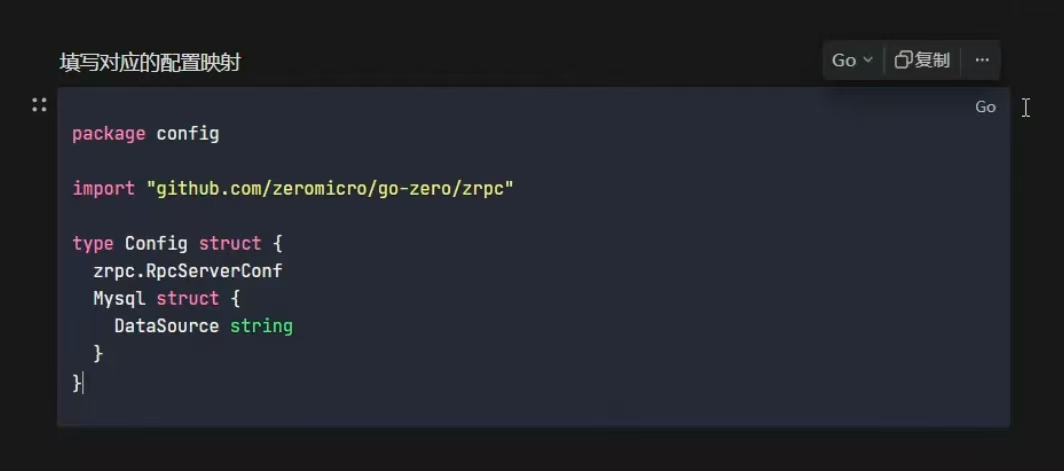 填写对应的配置映射
Go 复制 ···
Go
package config
import "github.com/zeromicro/go-zero/zrpc"
type Config struct {
  zrpc.RpcServerConf
  Mysql struct {
    DataSource string
  }
}